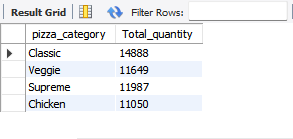 Result Grid Filter Rows:
pizza_category Total_quantity
Classic 14888
Veggie 11649
Supreme 11987
Chicken 11050